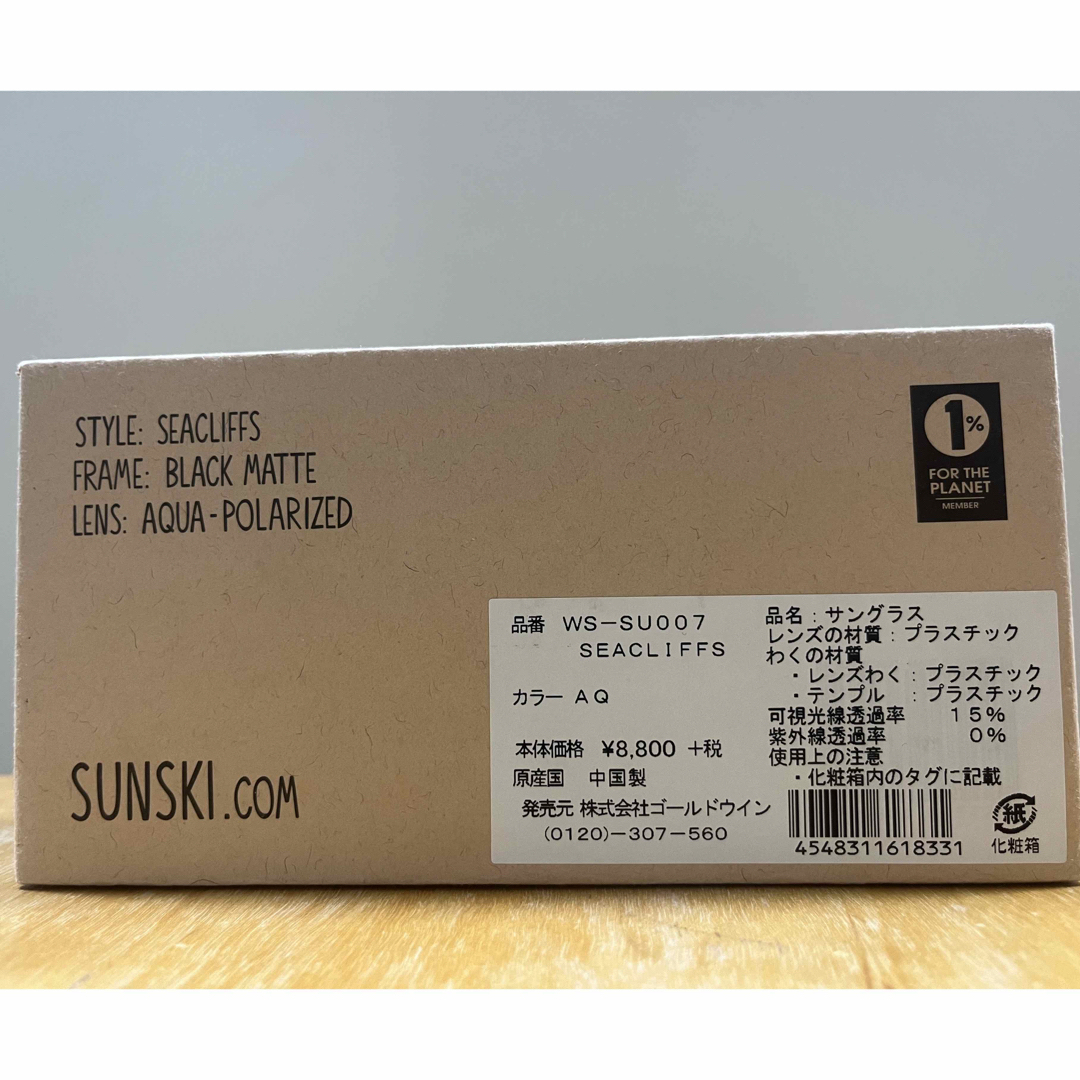 STYLE: SEACLIFFS
FRAME: BLACK MATTE
LENS: AQUA-POLARIZED
1%
FOR THE
PLANET
MEMBER
SUNSKI.COM
品番 WS-SU007
SEACLIFFS
カラー AQ
本体価格 ¥8,800 +税
原産国 中国製
発売元 株式会社ゴールドウイン
(0120)-307-560
品名:サングラス
レンズの材質:プラスチック
わくの材質
・レンズわく:プラスチック
・テンプル:プラスチック
可視光線透過率 15%
紫外線透過率 0%
使用上の注意
・化粧箱内のタグに記載
4548311618331
紙
化粧箱